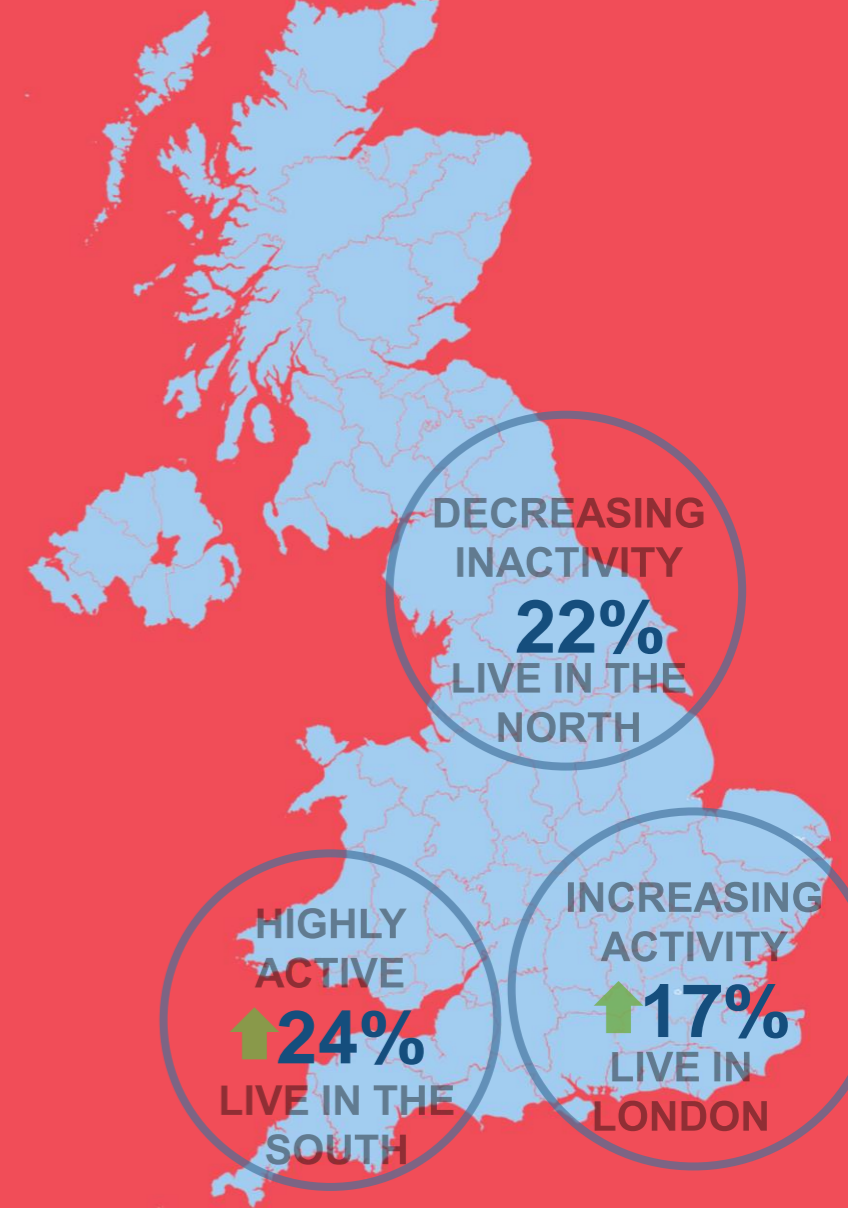 DECREASING
INACTIVITY
22%
LIVE IN THE
NORTH
HIGHLY
ACTIVE
24%
LIVE IN THE
SOUTH
INCREASING
ACTIVITY
17%
LIVE IN
LONDON